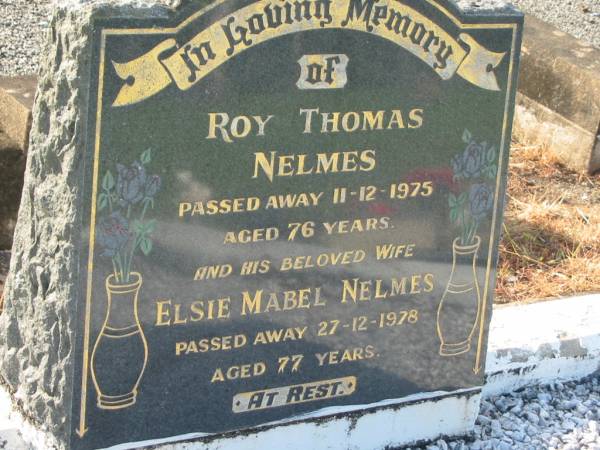 In Loving Memory
of
ROY THOMAS
NELMES
PASSED AWAY 11-12-1975
AGED 76 YEARS.
AND HIS BELOVED WIFE
ELSIE MABEL NELMES
PASSED AWAY 27-12-1978
AGED 77 YEARS.
AT REST.